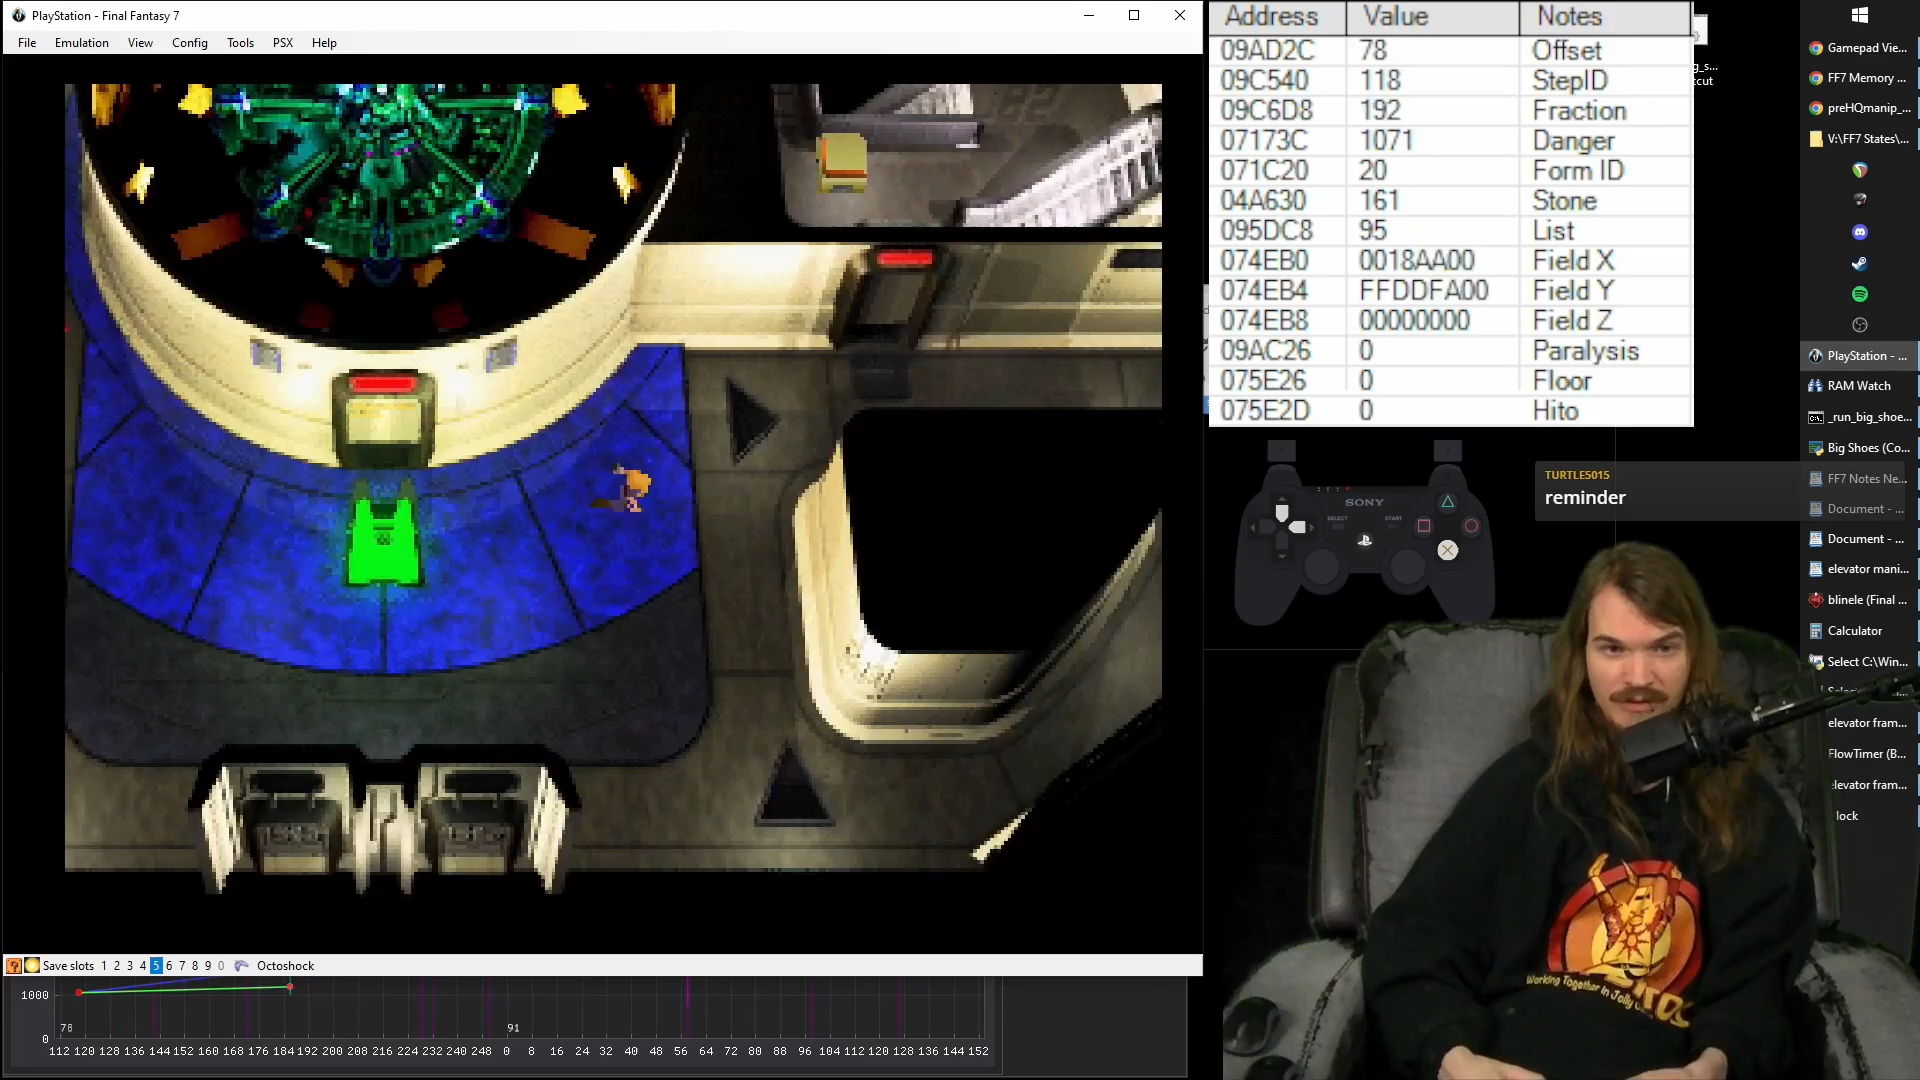 PlayStation - Final Fantasy 7
File Emulation View Config Tools PSX Help
Save slots 1 2 3 4 5 6 7 8 9 0 Octoshock
1000
0
78
91
112 120 128 136 144 152 160 168 176 184 192 200 208 216 224 232 240 248 0 8 16 24 32 40 48 56 64 72 80 88 96 104 112 120 128 136 144 152
Address Value Notes
09AD2C 78 Offset
09C540 118 StepID
09C6D8 192 Fraction
07173C 1071 Danger
071C20 20 Form ID
04A630 161 Stone
095DC8 95 List
074EB0 0018AA00 Field X
074EB4 FFDDFA00 Field Y
074EB8 00000000 Field Z
09AC26 0 Paralysis
075E26 0 Floor
075E2D 0 Hito
SONY
SELECT
START
TURTLE5015
reminder
Working Together in Jolly
Gamepad Vie...
FF7 Memory ...
preHQmanip_...
V:\FF7 States\...
PlayStation - ...
RAM Watch
_run_big_shoe...
Big Shoes (Co...
FF7 Notes Ne...
Document - ...
Document - ...
elevator mani...
blinele (Final ...
Calculator
Select C:\Win...
elevator fram...
FlowTimer (B...
elevator fram...
lock